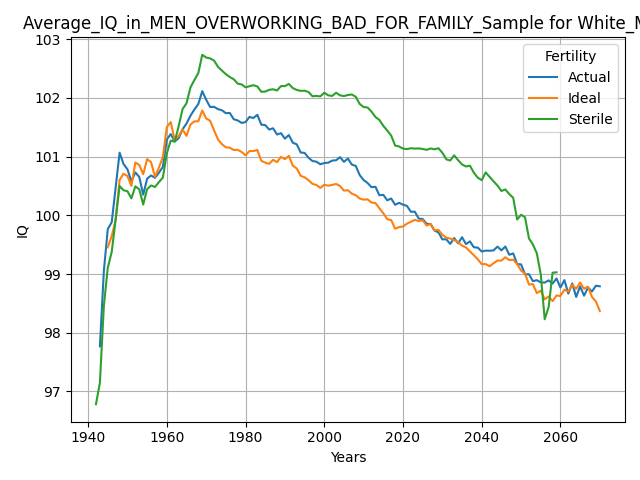 Average_IQ_in_MEN_OVERWORKING_BAD_FOR_FAMILY_Sample for White_M
103
102
101
100
99
98
97
IQ
Fertility
Actual
Ideal
Sterile
1940
1960
1980
2000
2020
2040
2060
Years